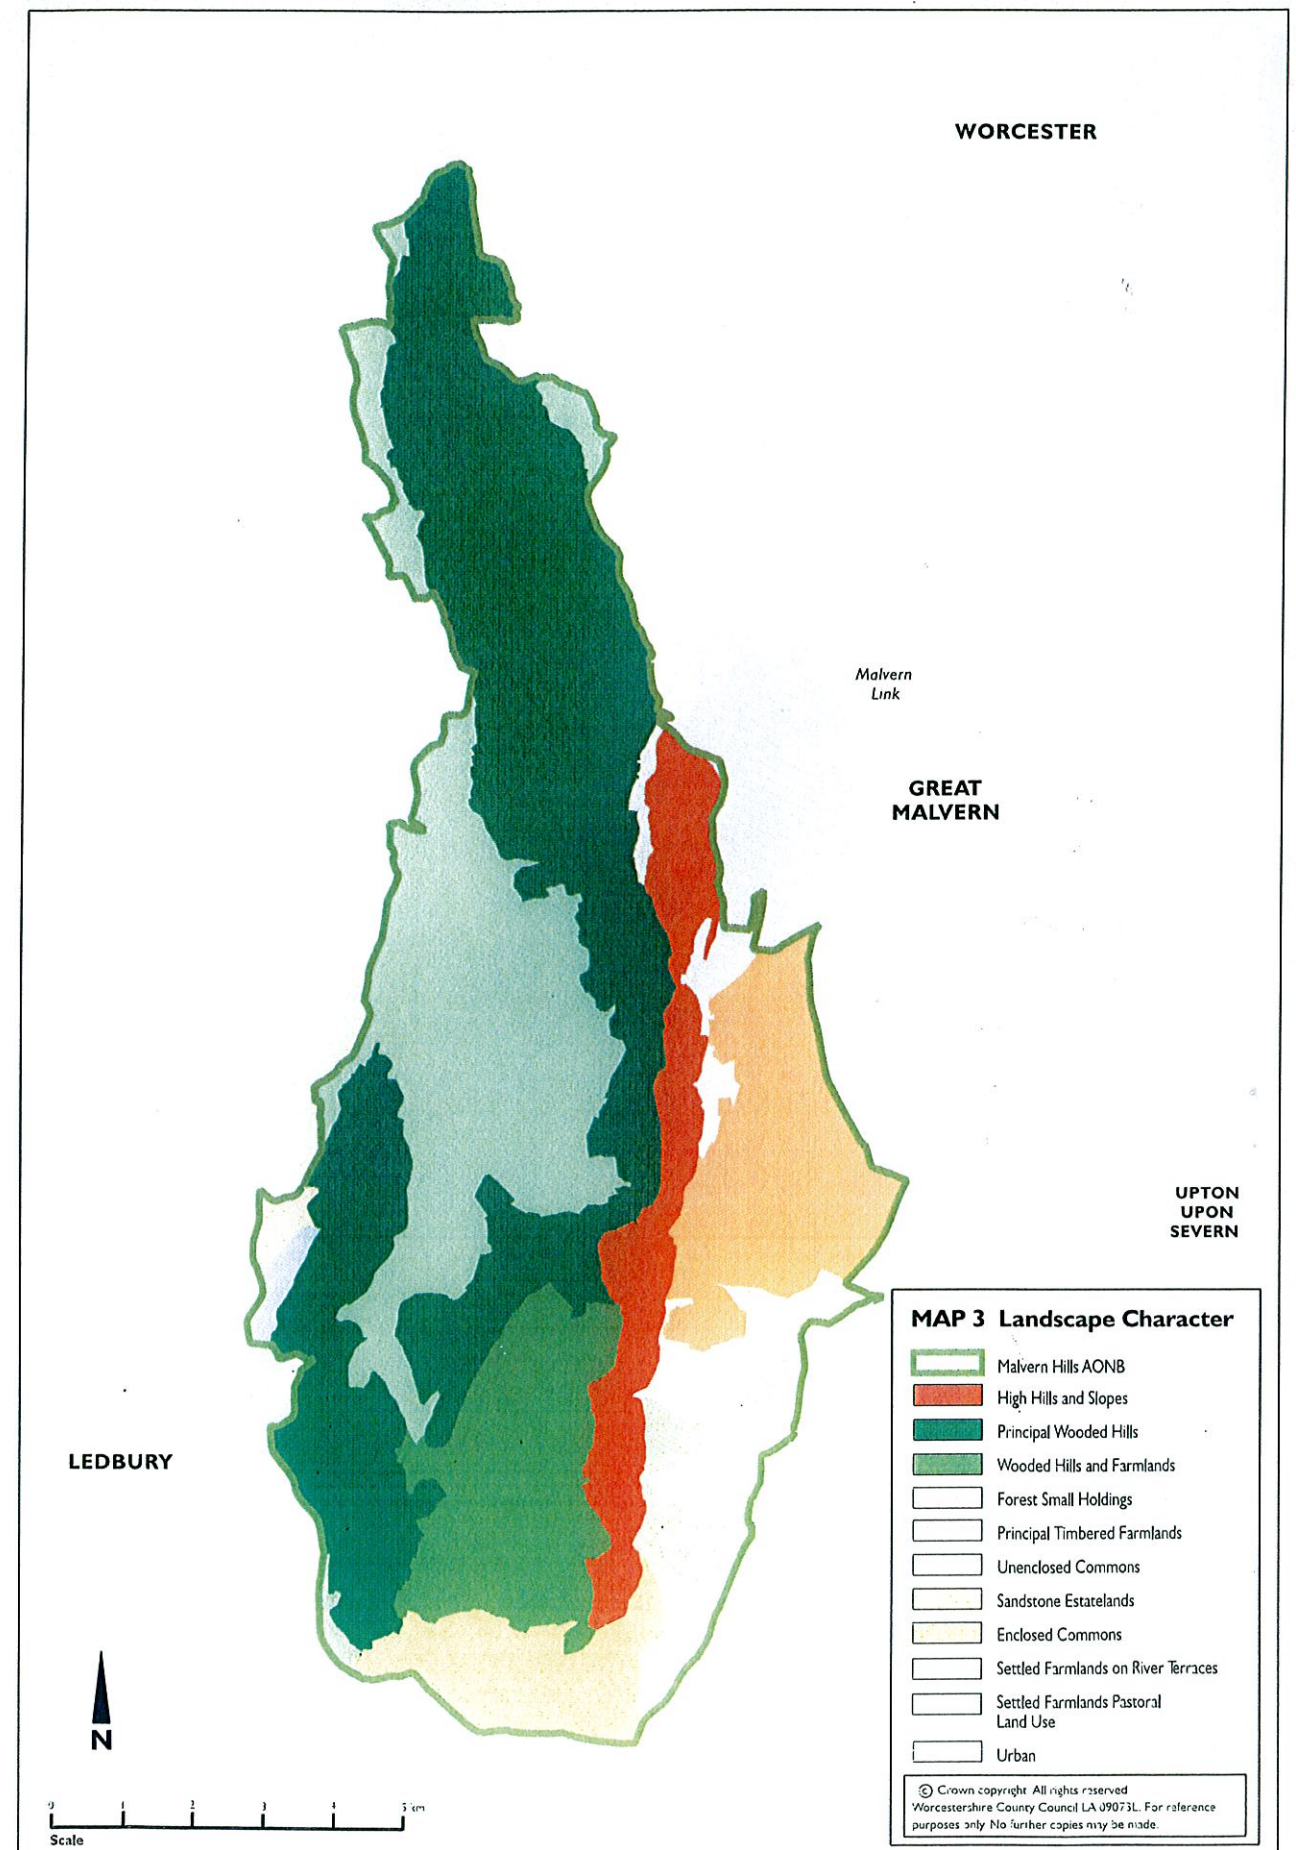 WORCESTER
Malvern
Link
GREAT
MALVERN
UPTON
UPON
SEVERN
LEDBURY
MAP 3 Landscape Character
Malvern Hills AONB
High Hills and Slopes
Principal Wooded Hills
Wooded Hills and Farmlands
Forest Small Holdings
Principal Timbered Farmlands
Unenclosed Commons
Sandstone Estatelands
Enclosed Commons
Settled Farmlands on River Terraces
Settled Farmlands Pastoral
Land Use
Urban
© Crown copyright All rights reserved
Worcestershire County Council LA 09073L. For reference
purposes only No further copies may be made.
N
0 1 2 3 4 5 km
Scale